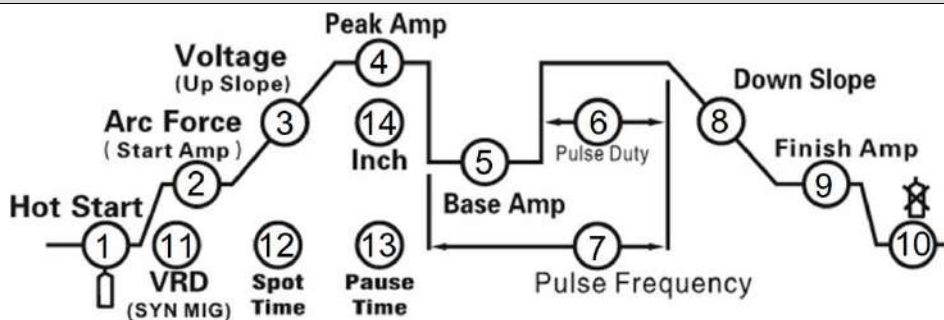 Peak Amp
4
Voltage
(Up Slope)
3
Down Slope
8
Arc Force
( Start Amp )
2
14
Inch
6
Pulse Duty
5
Base Amp
Finish Amp
9
Hot Start
1
11
VRD
(SYN MIG)
12
Spot
Time
13
Pause
Time
7
Pulse Frequency
10